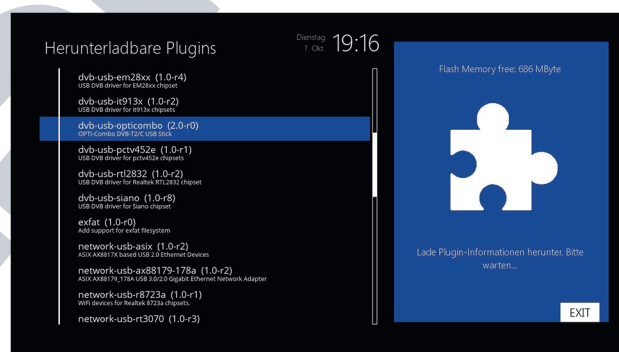 Herunterladbare Plugins
Dienstag
7. Okt.
19:16
dvb-usb-em28xx (1.0-r4)
USB DVB driver for EM28xx chipset
dvb-usb-it913x (1.0-r2)
USB DVB driver for it913x chipsets
dvb-usb-opticombo (2.0-r0)
OPTI-Combo DVB-T2/C USB Stick
dvb-usb-pctv452e (1.0-r1)
USB DVB driver for pctv452e chipsets
dvb-usb-rtl2832 (1.0-r2)
USB DVB driver for Realtek RTL2832 chipset
dvb-usb-siano (1.0-r8)
USB DVB driver for Siano chipset
exfat (1.0-r0)
Add support for exfat filesystem
network-usb-asix (1.0-r2)
ASIX AX8817X based USB 2.0 Ethernet Devices
network-usb-ax88179-178a (1.0-r2)
ASIX AX88179_178A USB 3.0/2.0 Gigabit Ethernet Network Adapter
network-usb-r8723a (1.0-r1)
WiFi devices for Realtek 8723a chipsets.
network-usb-rt3070 (1.0-r3)
Flash Memory free: 686 MByte
Lade Plugin-Informationen herunter. Bitte
warten...
EXIT